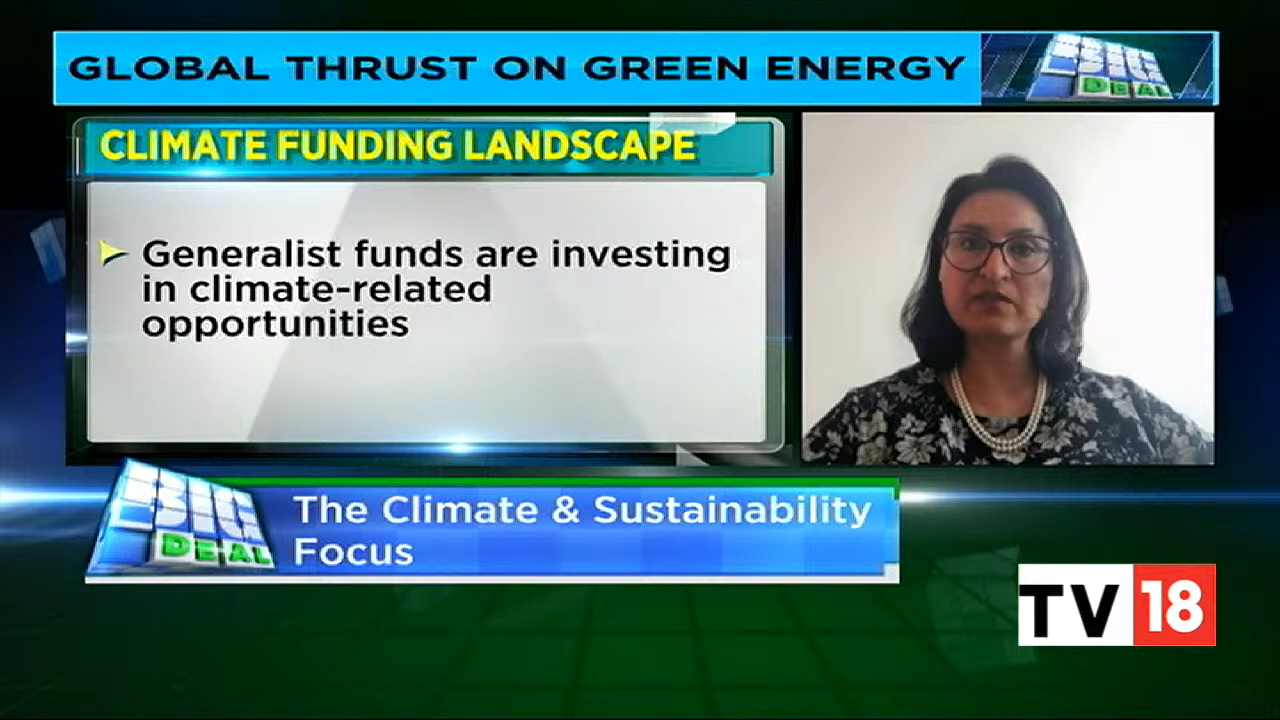 GLOBAL THRUST ON GREEN ENERGY
BIG
DEAL
CLIMATE FUNDING LANDSCAPE
Generalist funds are investing
in climate-related
opportunities
BIG
DEAL
The Climate & Sustainability
Focus
TV18